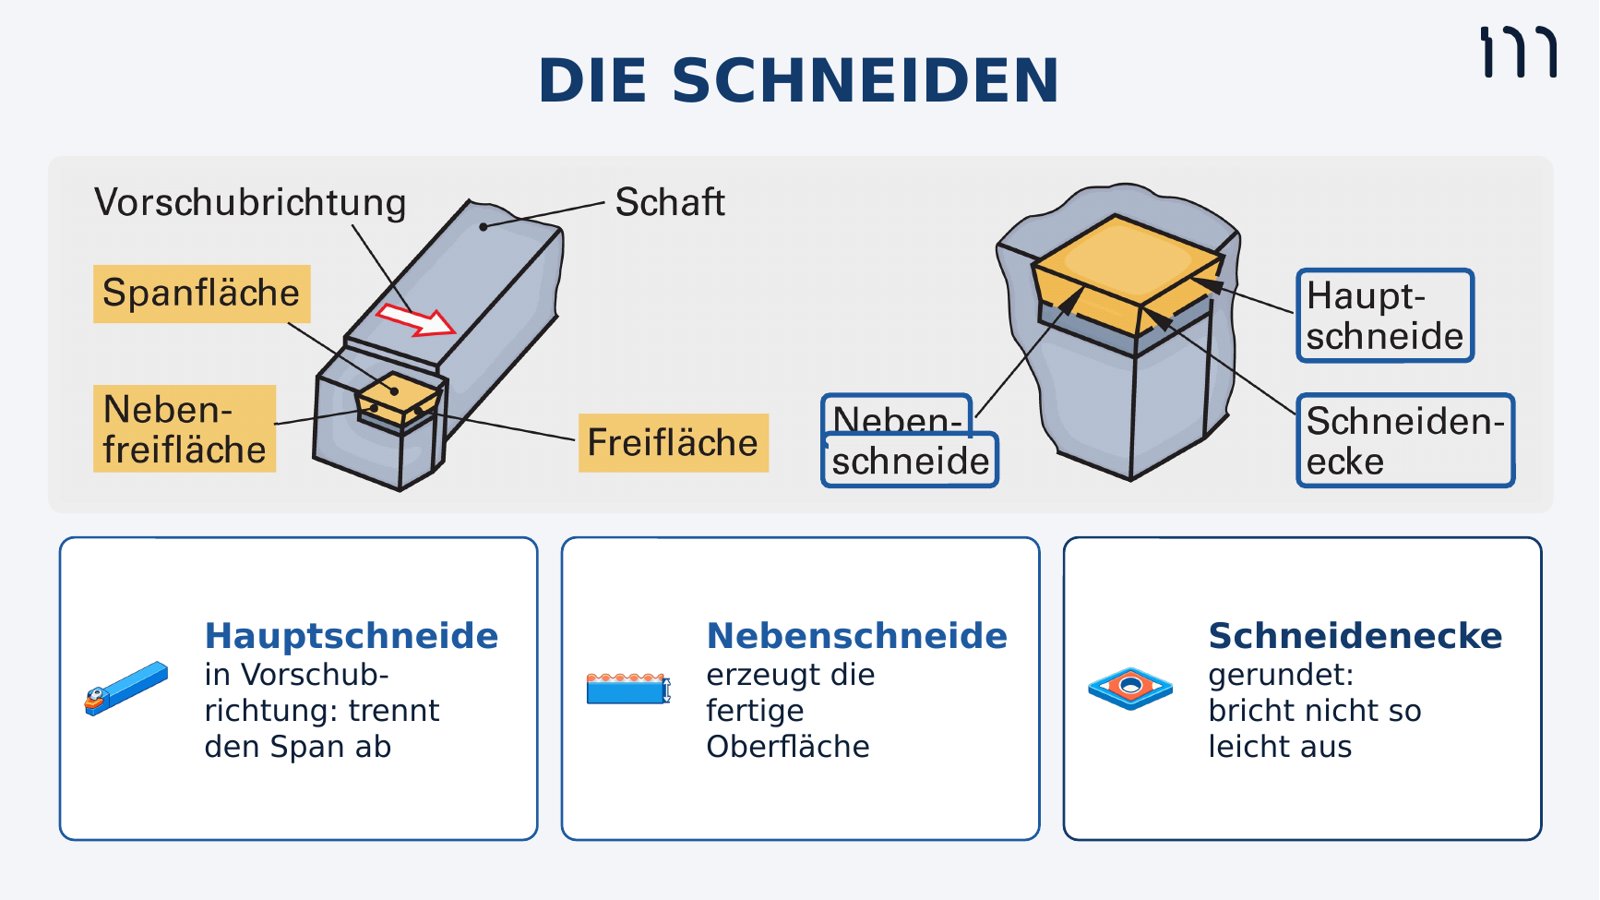 DIE SCHNEIDEN
Vorschubrichtung
Schaft
Spanfläche
Neben-
freifläche
Freifläche
Haupt-
schneide
Neben-
schneide
Schneiden-
ecke
Hauptschneide
in Vorschub-
richtung: trennt
den Span ab
Nebenschneide
erzeugt die
fertige
Oberfläche
Schneidenecke
gerundet:
bricht nicht so
leicht aus